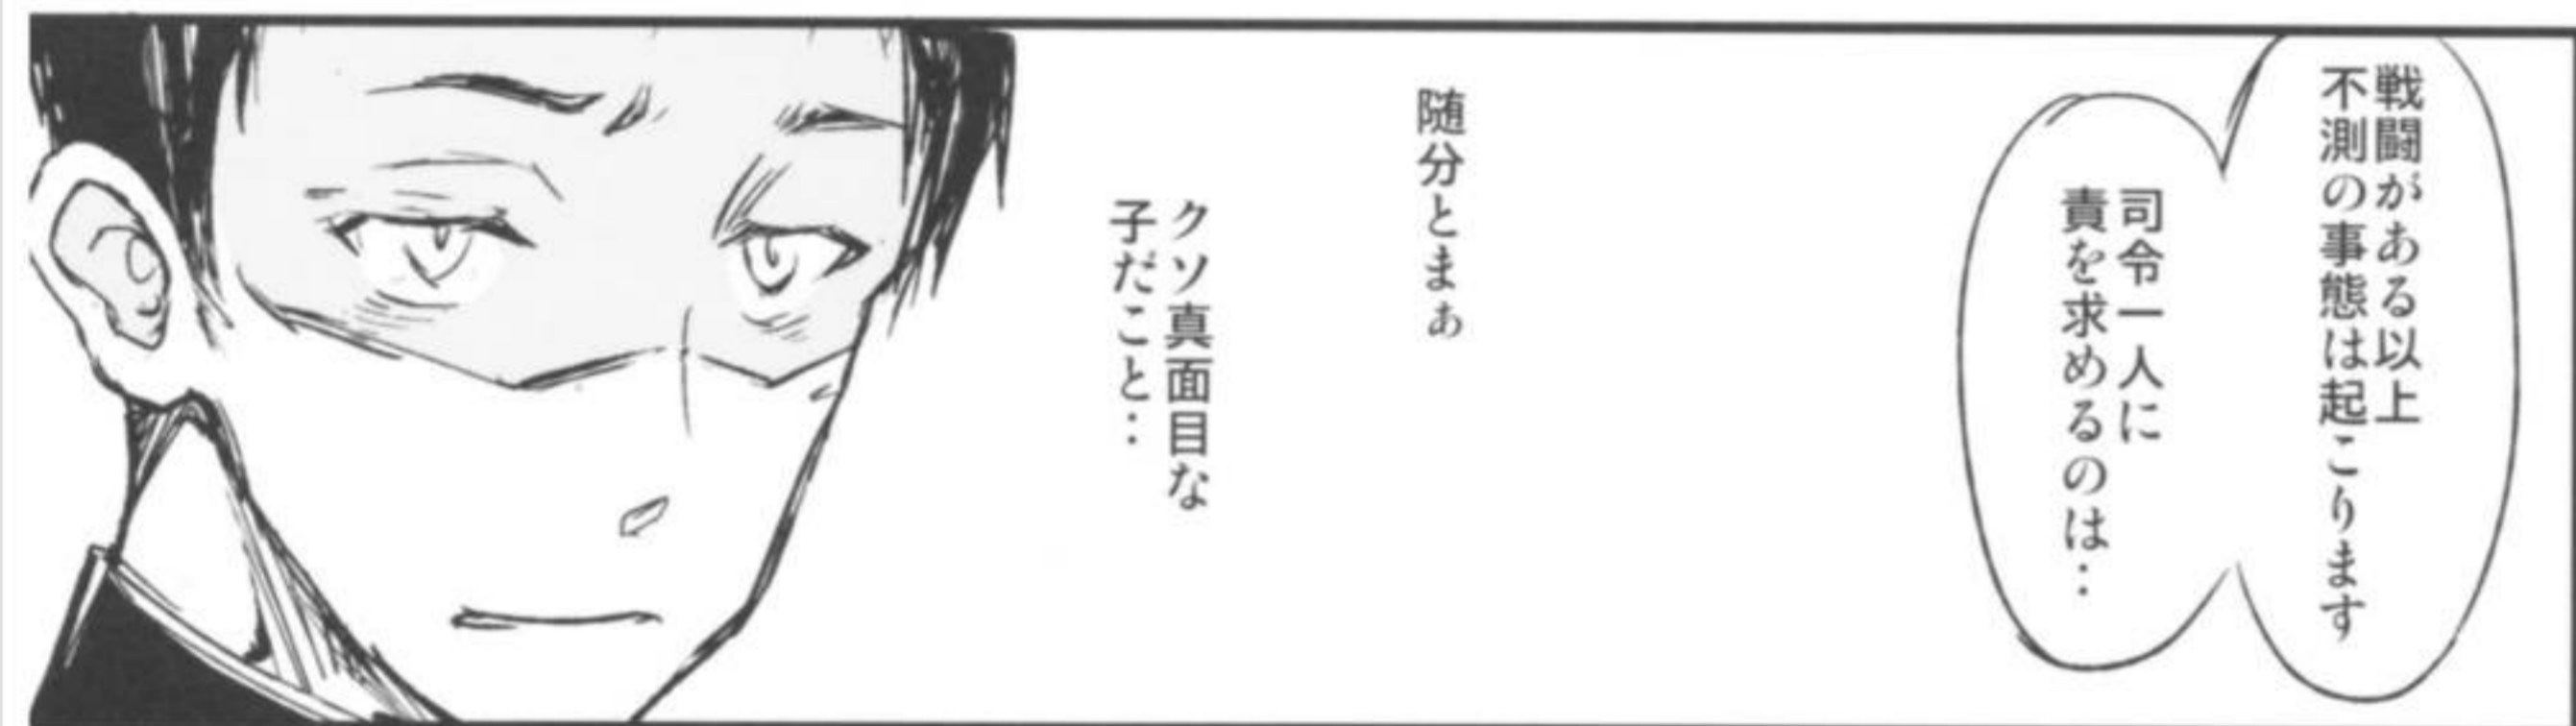 戦闘がある以上
不測の事態は起こります
司令一人に
責を求めるのは‥
随分とまぁ
クソ真面目な
子だこと‥